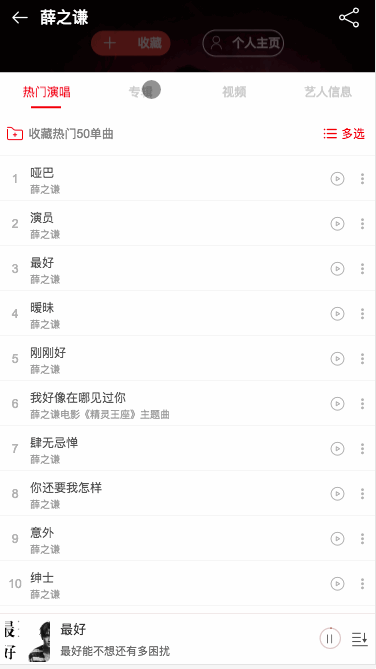 薛之谦
收藏
个人主页
热门演唱 专辑 视频 艺人信息
收藏热门50单曲 多选
1 哑巴
薛之谦
2 演员
薛之谦
3 最好
薛之谦
4 暧昧
薛之谦
5 刚刚好
薛之谦
6 我好像在哪见过你
薛之谦电影《精灵王座》主题曲
7 肆无忌惮
薛之谦
8 你还要我怎样
薛之谦
9 意外
薛之谦
10 绅士
薛之谦
最好
最好能不想还有多困扰